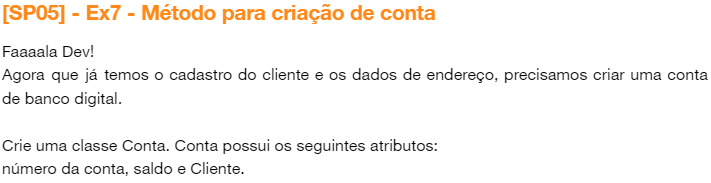 [SP05] - Ex7 - Método para criação de conta
Faaaala Dev!
Agora que já temos o cadastro do cliente e os dados de endereço, precisamos criar uma conta
de banco digital.
Crie uma classe Conta. Conta possui os seguintes atributos:
número da conta, saldo e Cliente.